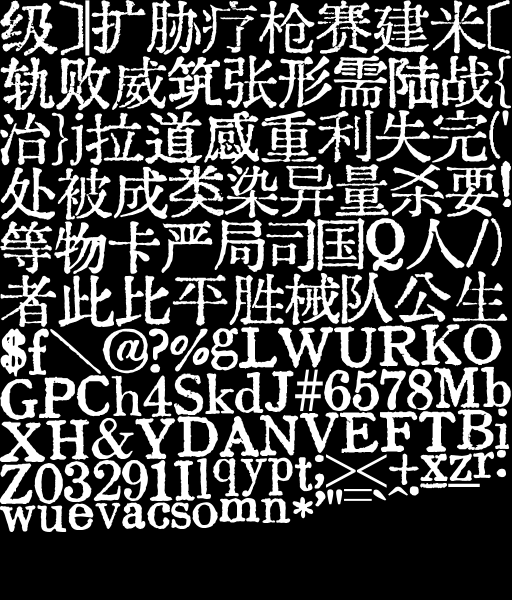 级]|扩胁疗枪赛建米[
轨败威筑张形需陆战{
治}j拉道感重利失完('
处被成类染异量杀要!
等物卡严局司国Q人/)
者此比平胜械队公生
$f\@?%gLWURKO
GPCh4SkdJ#6578Mb
XH&YDANVEFTBi
Z03291Ilqypt;><+xzr:
wuevacsomn*,"=`^.